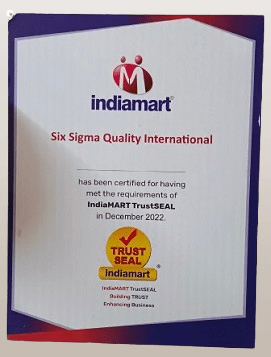 indiamart
Six Sigma Quality International
has been certified for having
met the requirements of
IndiaMART TrustSEAL
in December 2022.
TRUST
SEAL
Indiamart
IndiaMART TrustSEAL
Building TRUST
Enhancing Business